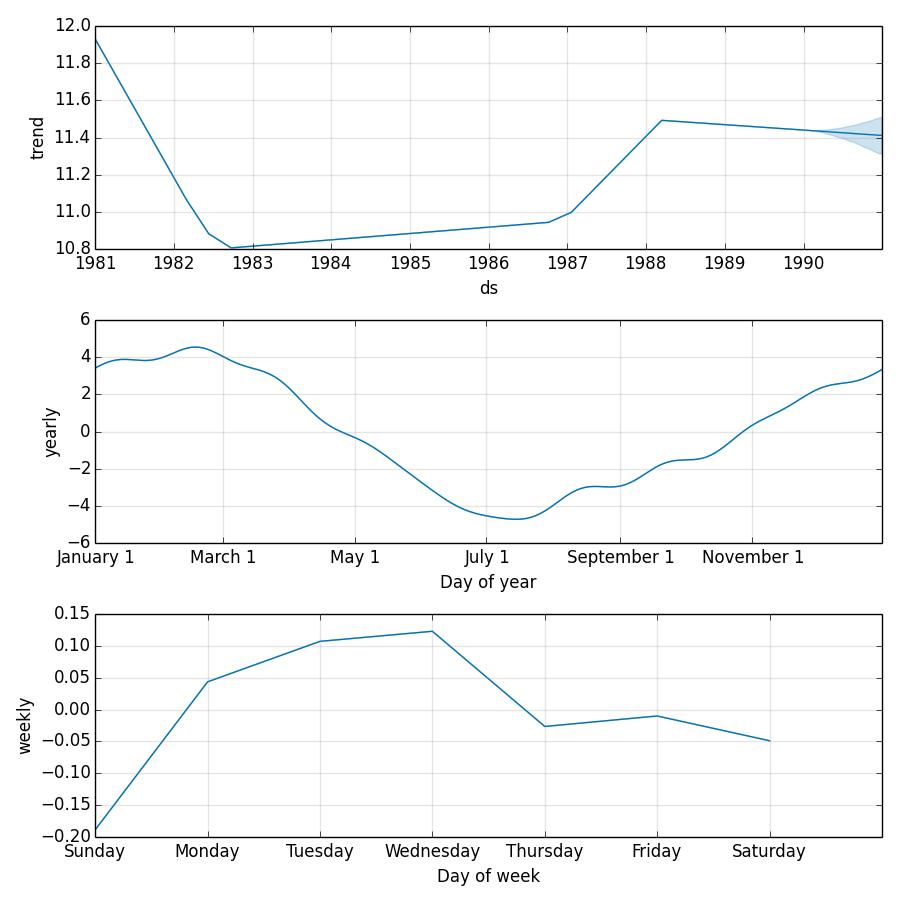 12.0
11.8
11.6
11.4
11.2
11.0
10.8
trend
1981 1982 1983 1984 1985 1986 1987 1988 1989 1990
ds
6
4
2
0
−2
−4
−6
yearly
January 1 March 1 May 1 July 1 September 1 November 1
Day of year
0.15
0.10
0.05
0.00
−0.05
−0.10
−0.15
−0.20
weekly
Sunday Monday Tuesday Wednesday Thursday Friday Saturday
Day of week